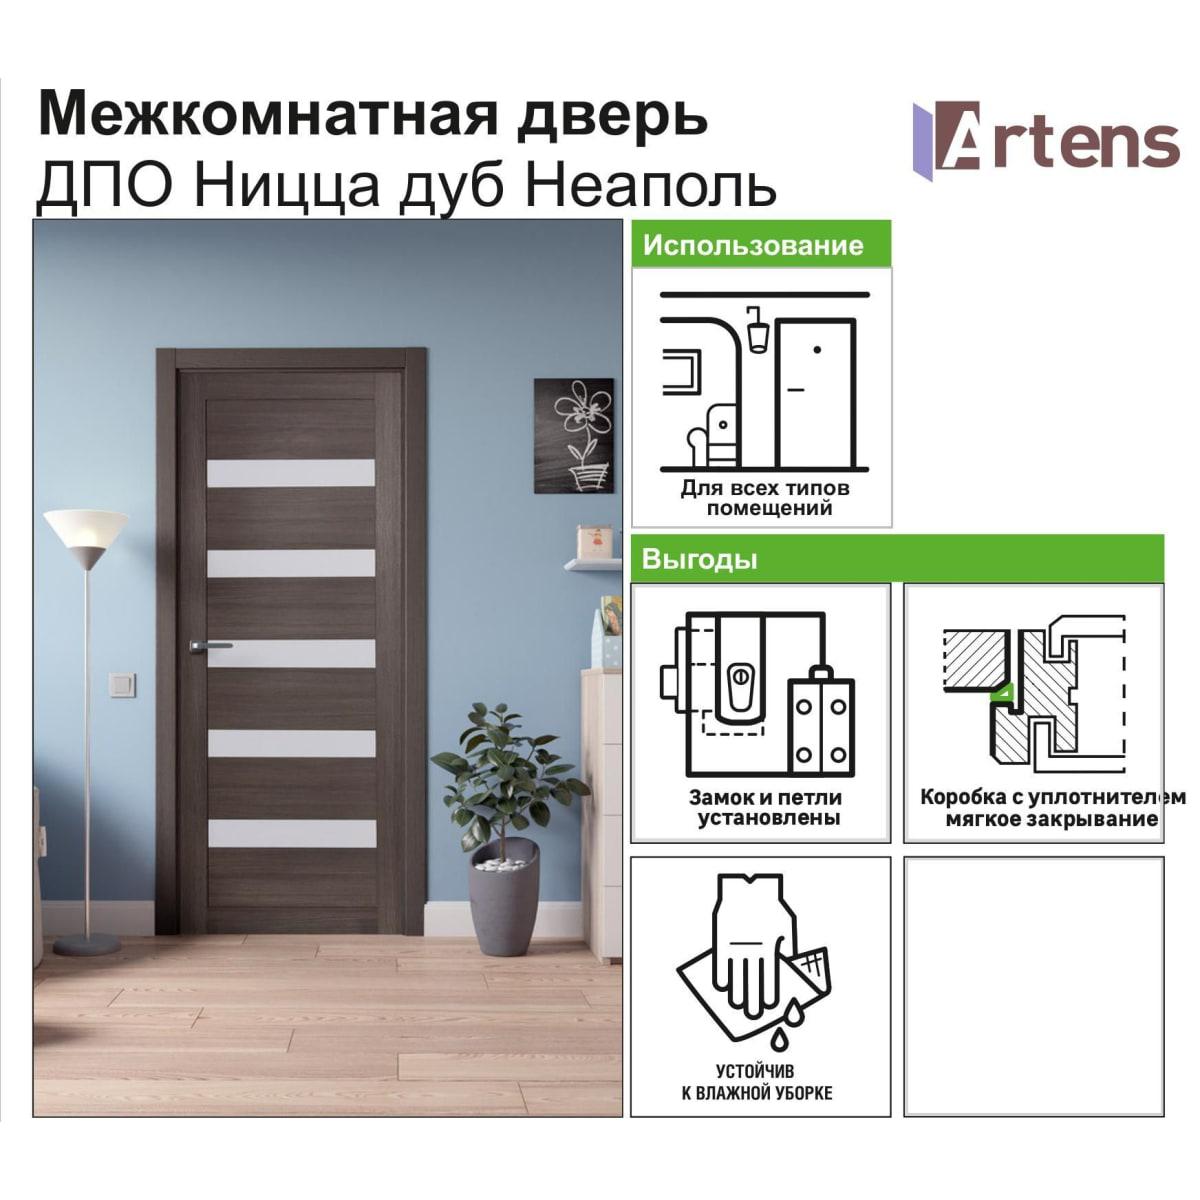 Межкомнатная дверь
ДПО Ницца дуб Неаполь
Artens
Использование
Для всех типов
помещений
Выгоды
Замок и петли
установлены
Коробка с уплотнителем
мягкое закрывание
УСТОЙЧИВ
К ВЛАЖНОЙ УБОРКЕ